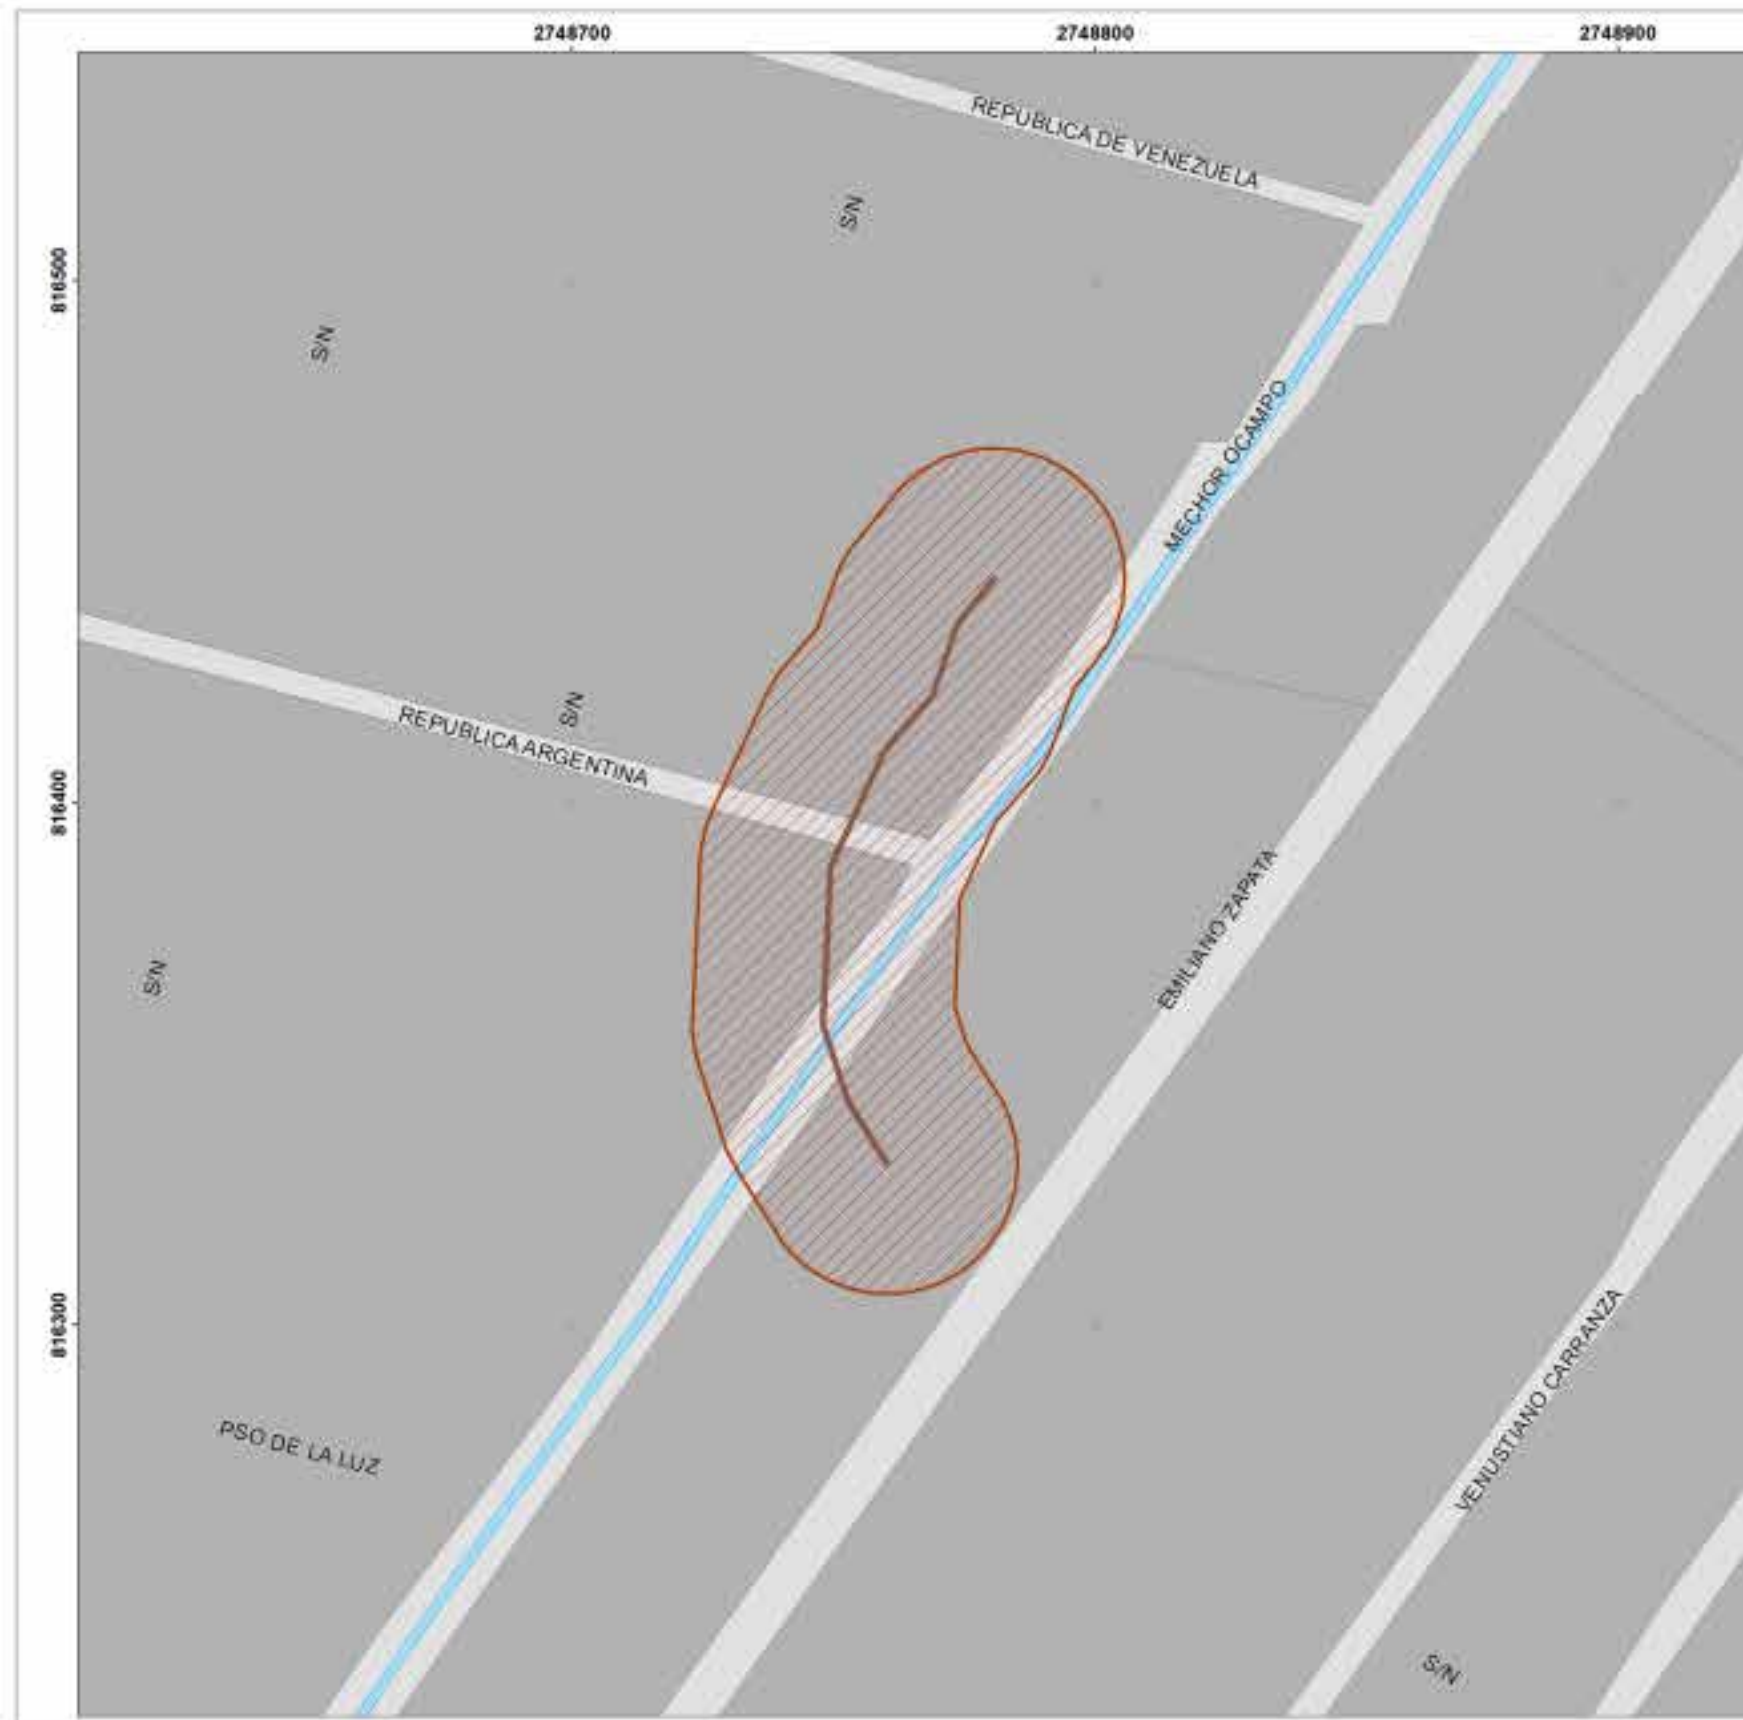 2748700 2748800 2748900
REPUBLICA DE VENEZUELA
S/N
816500
S/N
MECHOR OCAMPO
S/N
REPUBLICA ARGENTINA
816400
EMILIANO ZAPATA
S/N
816300
VENUSTIANO CARRANZA
PSO DE LA LUZ
S/N